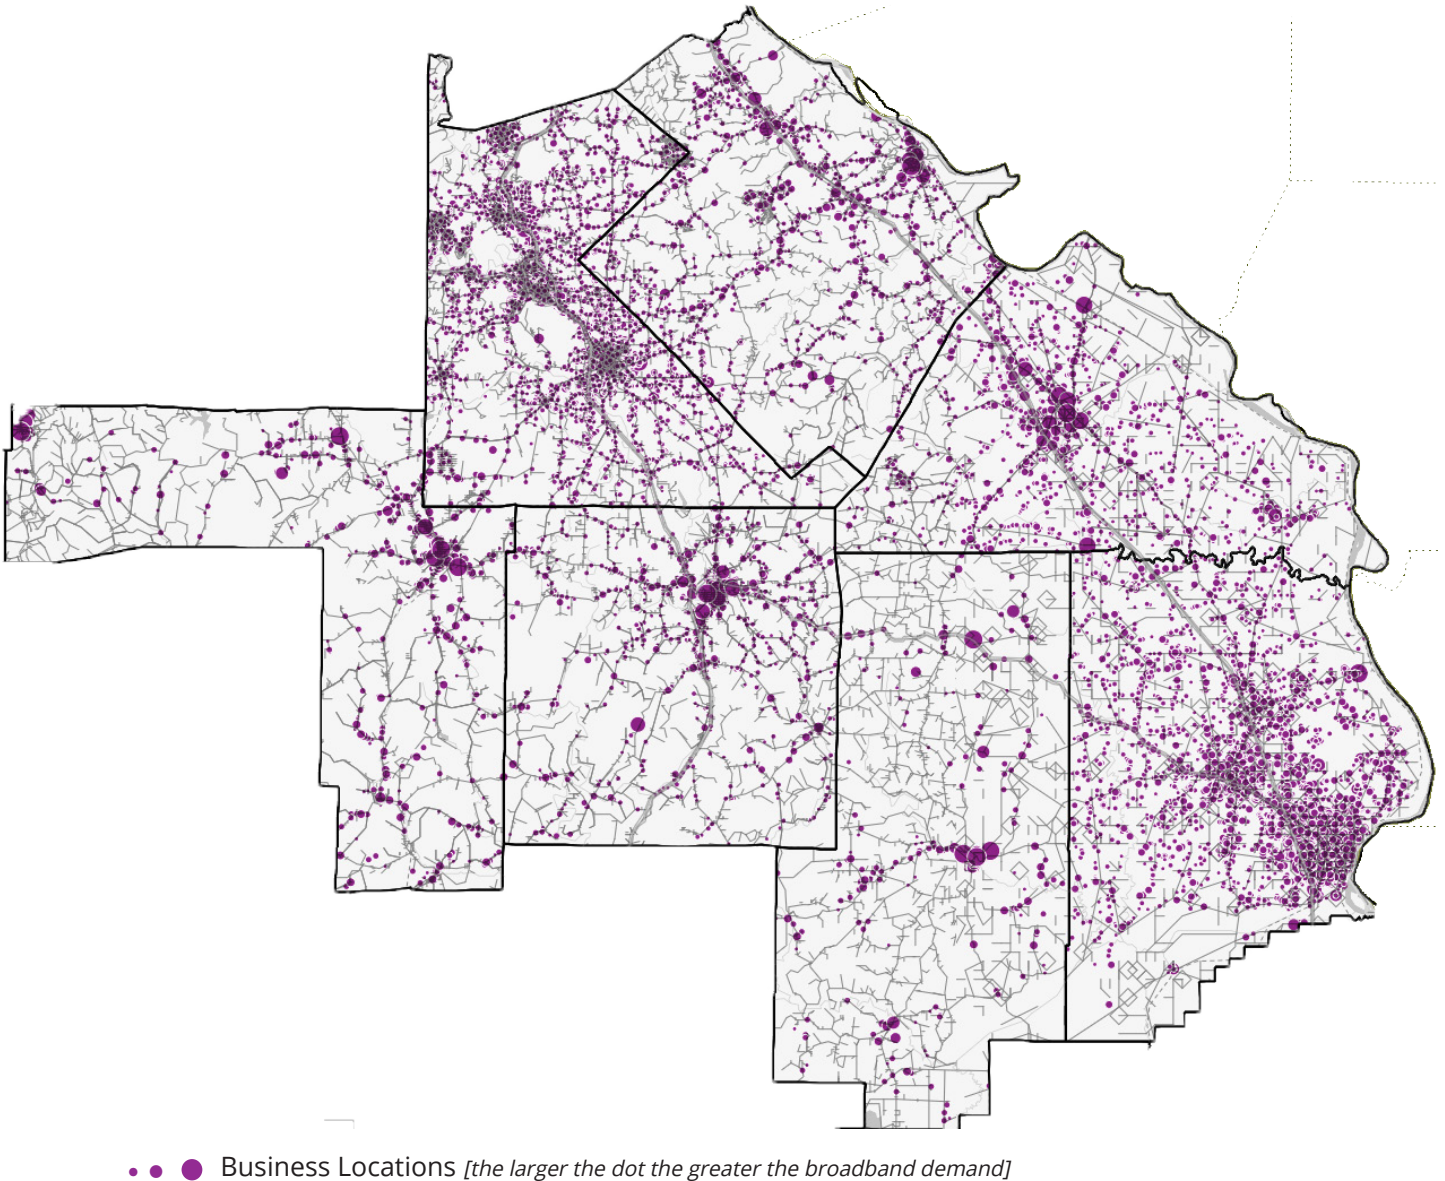 Business Locations [the larger the dot the greater the broadband demand]